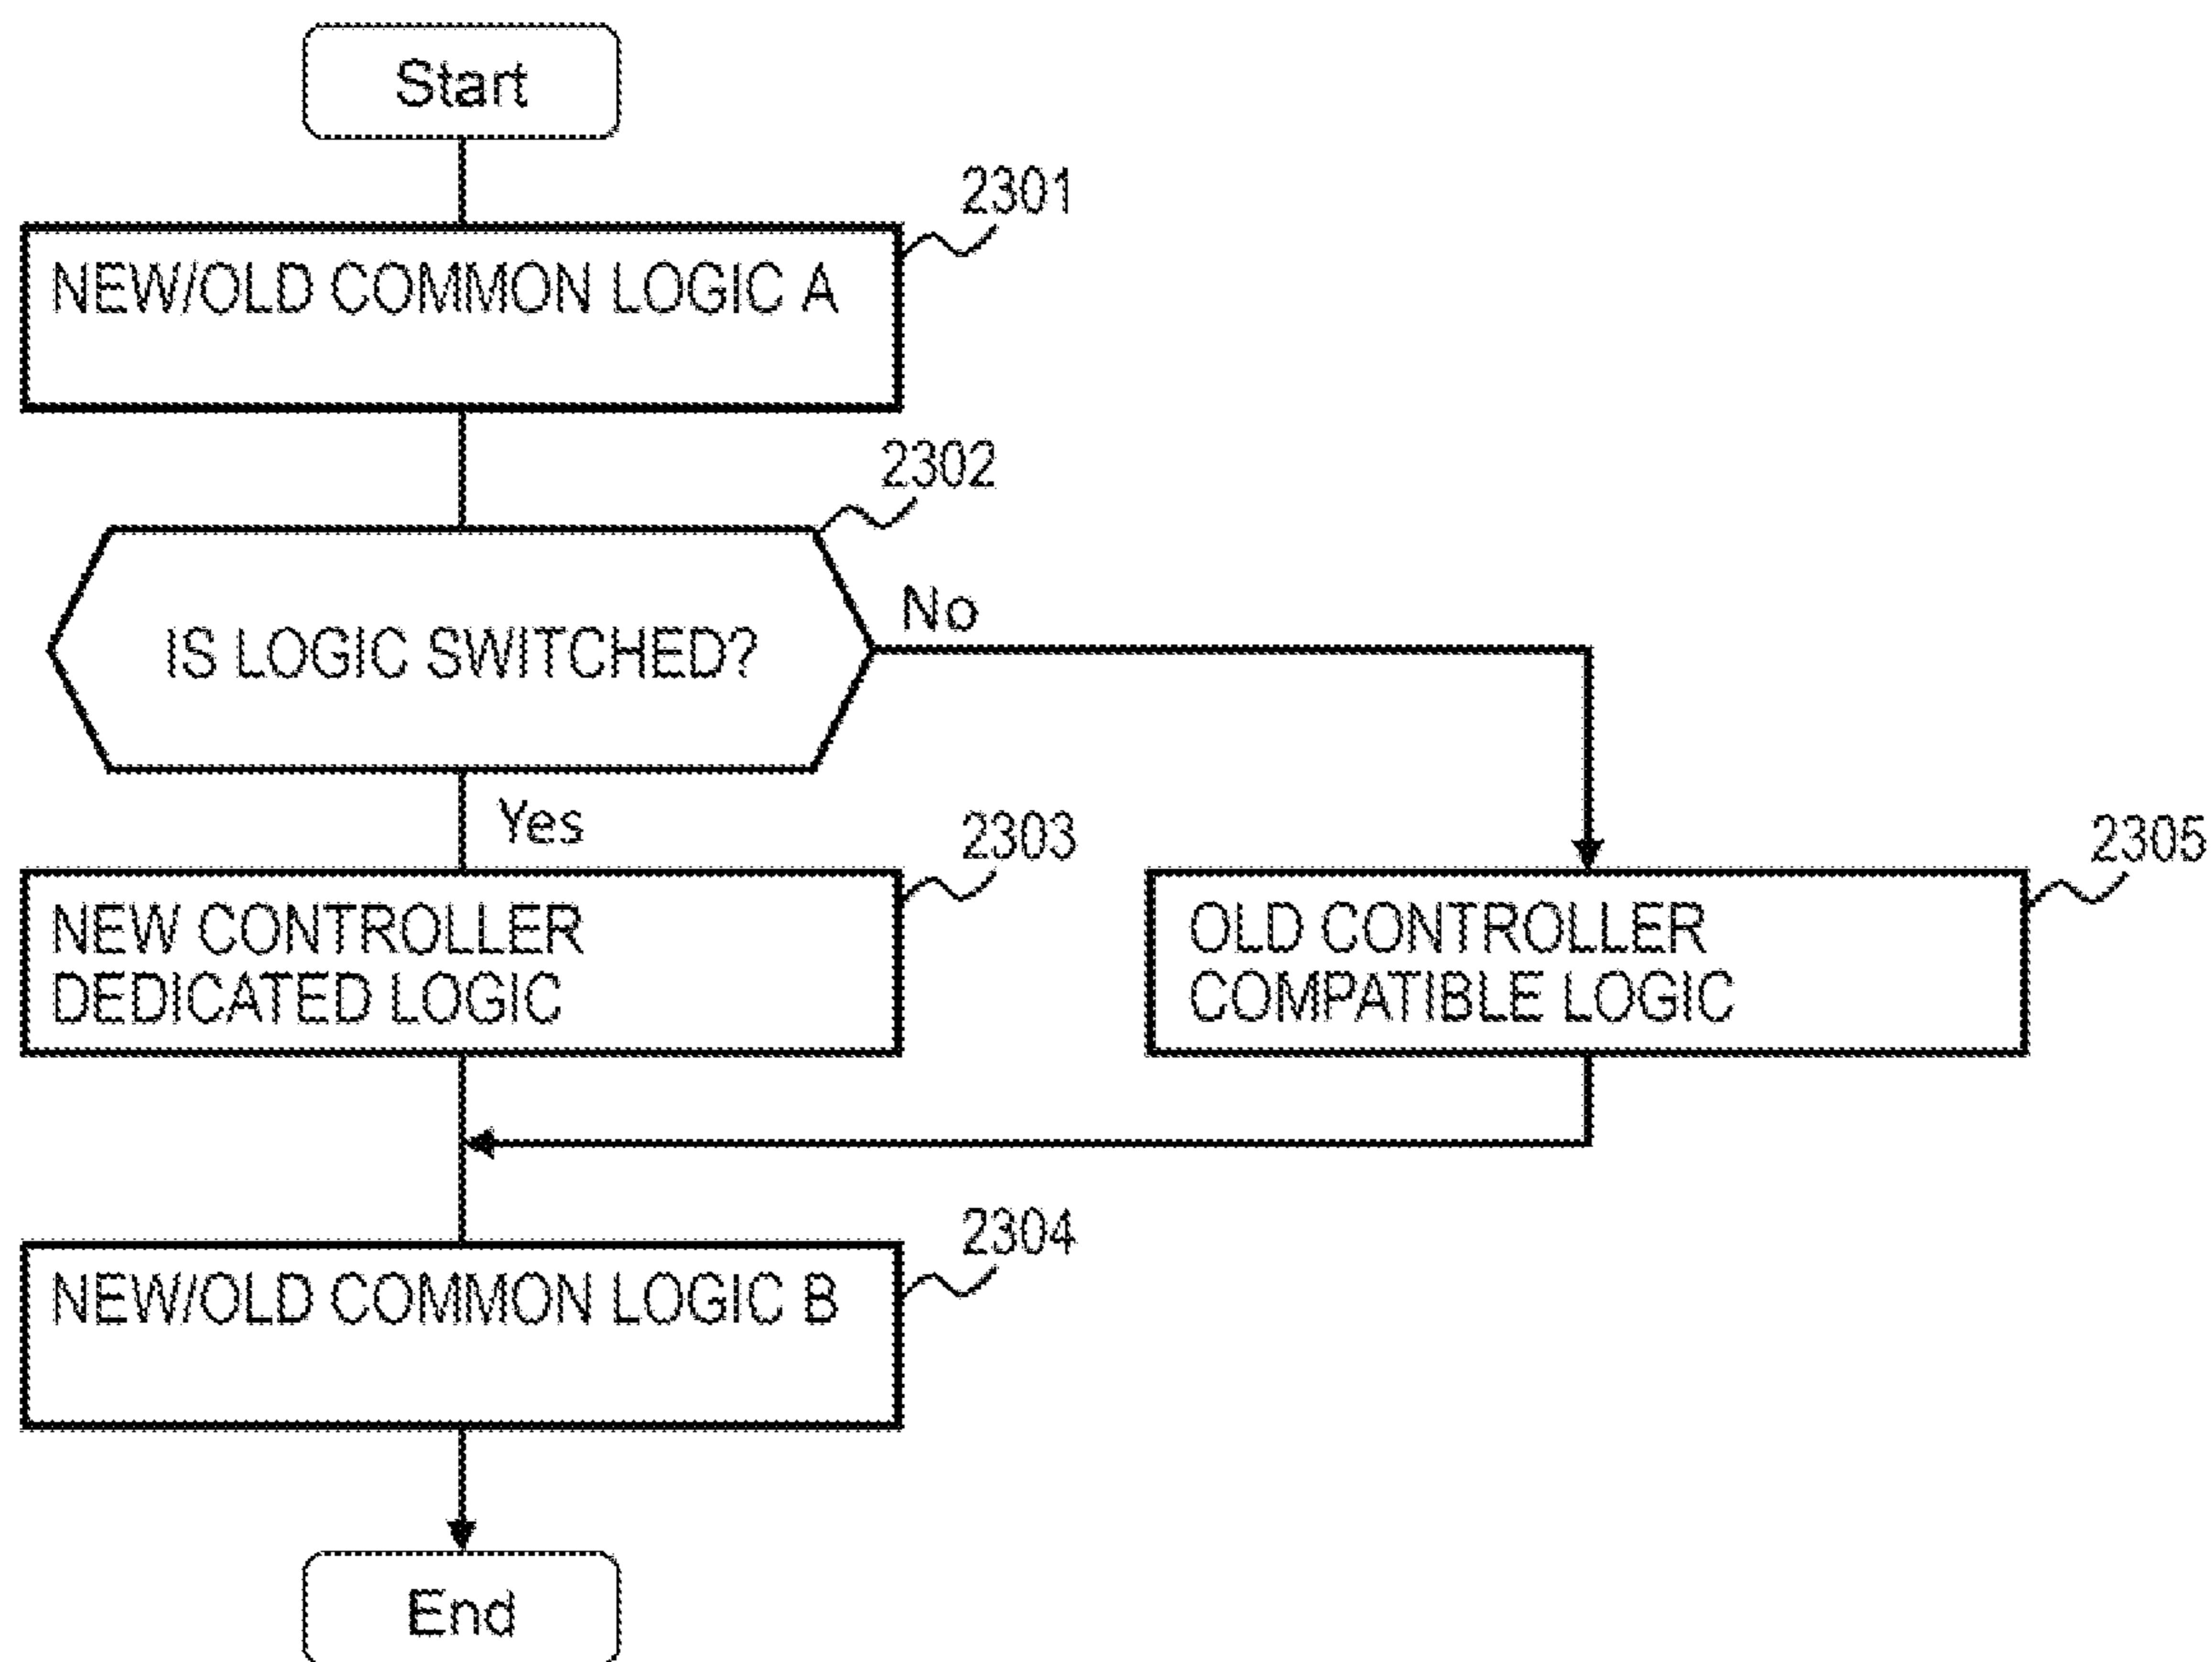 Start
2301
NEW/OLD COMMON LOGIC A
2302
No
IS LOGIC SWITCHED?
Yes
2303
2305
NEW CONTROLLER
DEDICATED LOGIC
OLD CONTROLLER
COMPATIBLE LOGIC
2304
NEW/OLD COMMON LOGIC B
End